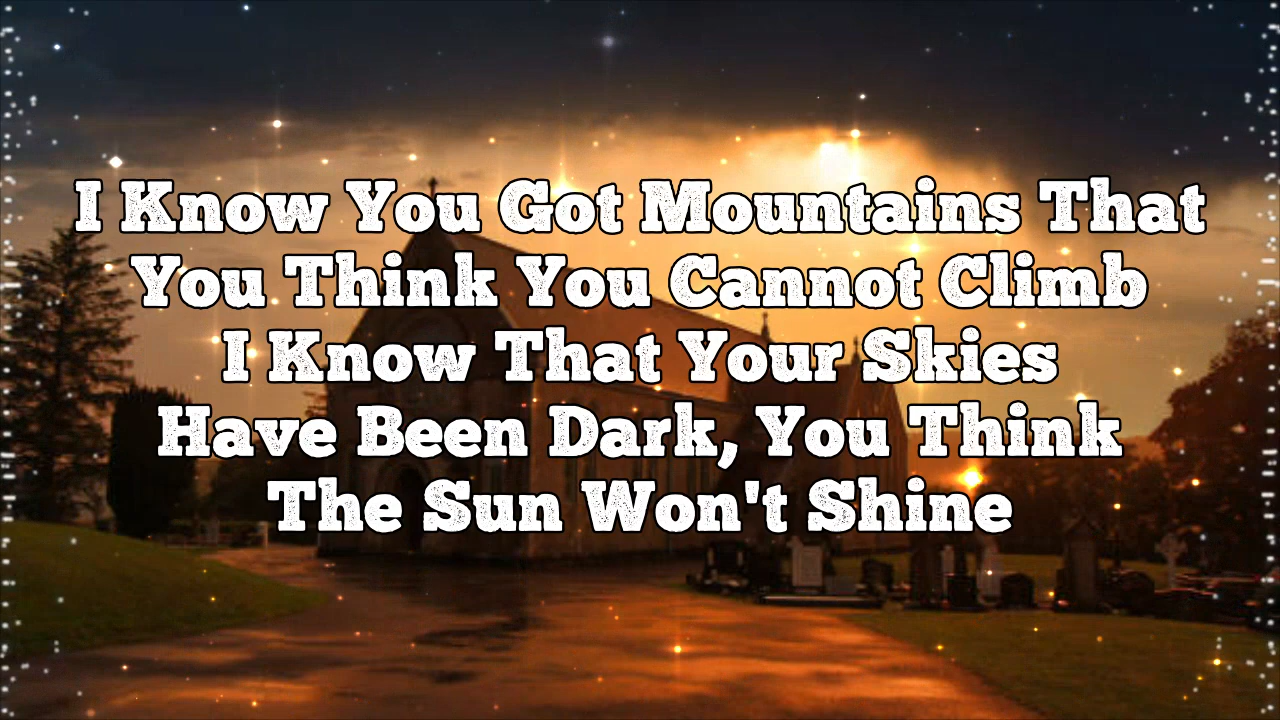 I Know You Got Mountains That
You Think You Cannot Climb
I Know That Your Skies
Have Been Dark, You Think
The Sun Won't Shine